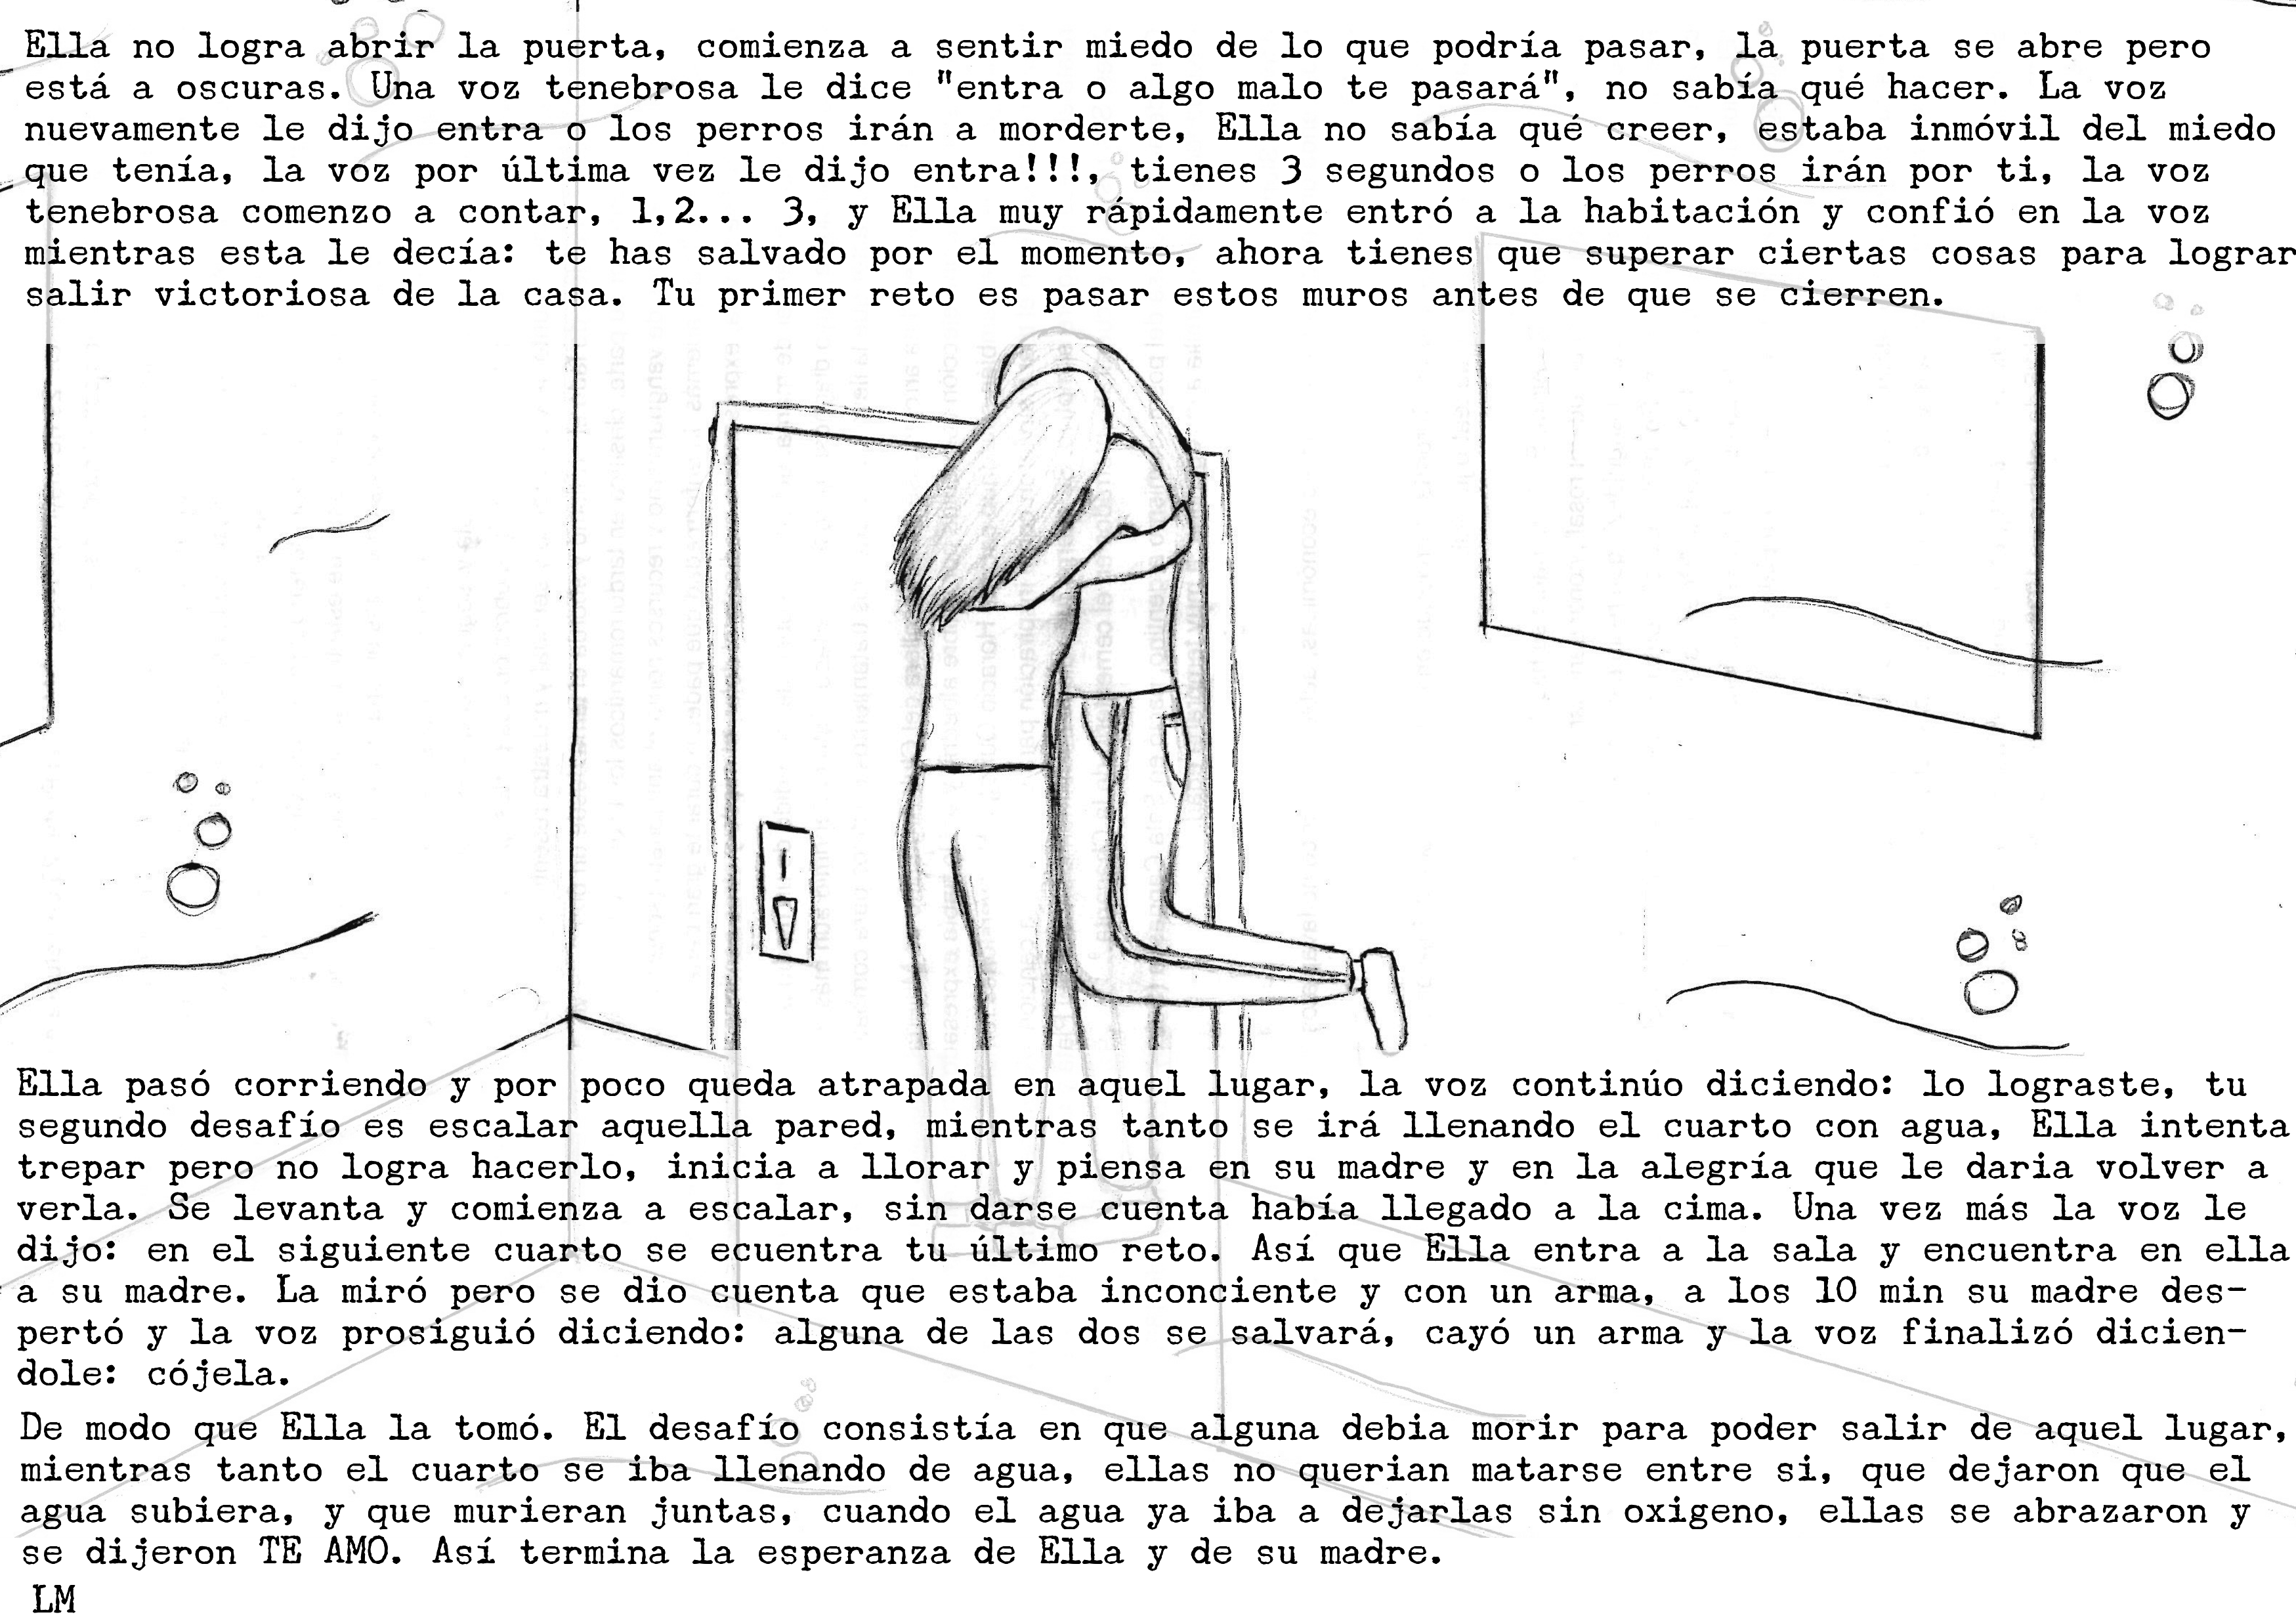 Ella no logra abrir la puerta, comienza a sentir miedo de lo que podría pasar, la puerta se abre pero
está a oscuras. Una voz tenebrosa le dice "entra o algo malo te pasará", no sabía qué hacer. La voz
nuevamente le dijo entra o los perros irán a morderte, Ella no sabía qué creer, estaba inmóvil del miedo
que tenía, la voz por última vez le dijo entra!!!, tienes 3 segundos o los perros irán por ti, la voz
tenebrosa comenzo a contar, 1,2... 3, y Ella muy rápidamente entró a la habitación y confió en la voz
mientras esta le decía: te has salvado por el momento, ahora tienes que superar ciertas cosas para lograr
salir victoriosa de la casa. Tu primer reto es pasar estos muros antes de que se cierren.
Ella pasó corriendo y por poco queda atrapada en aquel lugar, la voz continúo diciendo: lo lograste, tu
segundo desafío es escalar aquella pared, mientras tanto se irá llenando el cuarto con agua, Ella intenta
trepar pero no logra hacerlo, inicia a llorar y piensa en su madre y en la alegría que le daria volver a
verla. Se levanta y comienza a escalar, sin darse cuenta había llegado a la cima. Una vez más la voz le
dijo: en el siguiente cuarto se ecuentra tu último reto. Así que Ella entra a la sala y encuentra en ella
a su madre. La miró pero se dio cuenta que estaba inconciente y con un arma, a los 10 min su madre des-
pertó y la voz prosiguió diciendo: alguna de las dos se salvará, cayó un arma y la voz finalizó dicien-
dole: cójela.
De modo que Ella la tomó. El desafío consistía en que alguna debia morir para poder salir de aquel lugar,
mientras tanto el cuarto se iba llenando de agua, ellas no querian matarse entre si, que dejaron que el
agua subiera, y que murieran juntas, cuando el agua ya iba a dejarlas sin oxigeno, ellas se abrazaron y
se dijeron TE AMO. Así termina la esperanza de Ella y de su madre.
LM